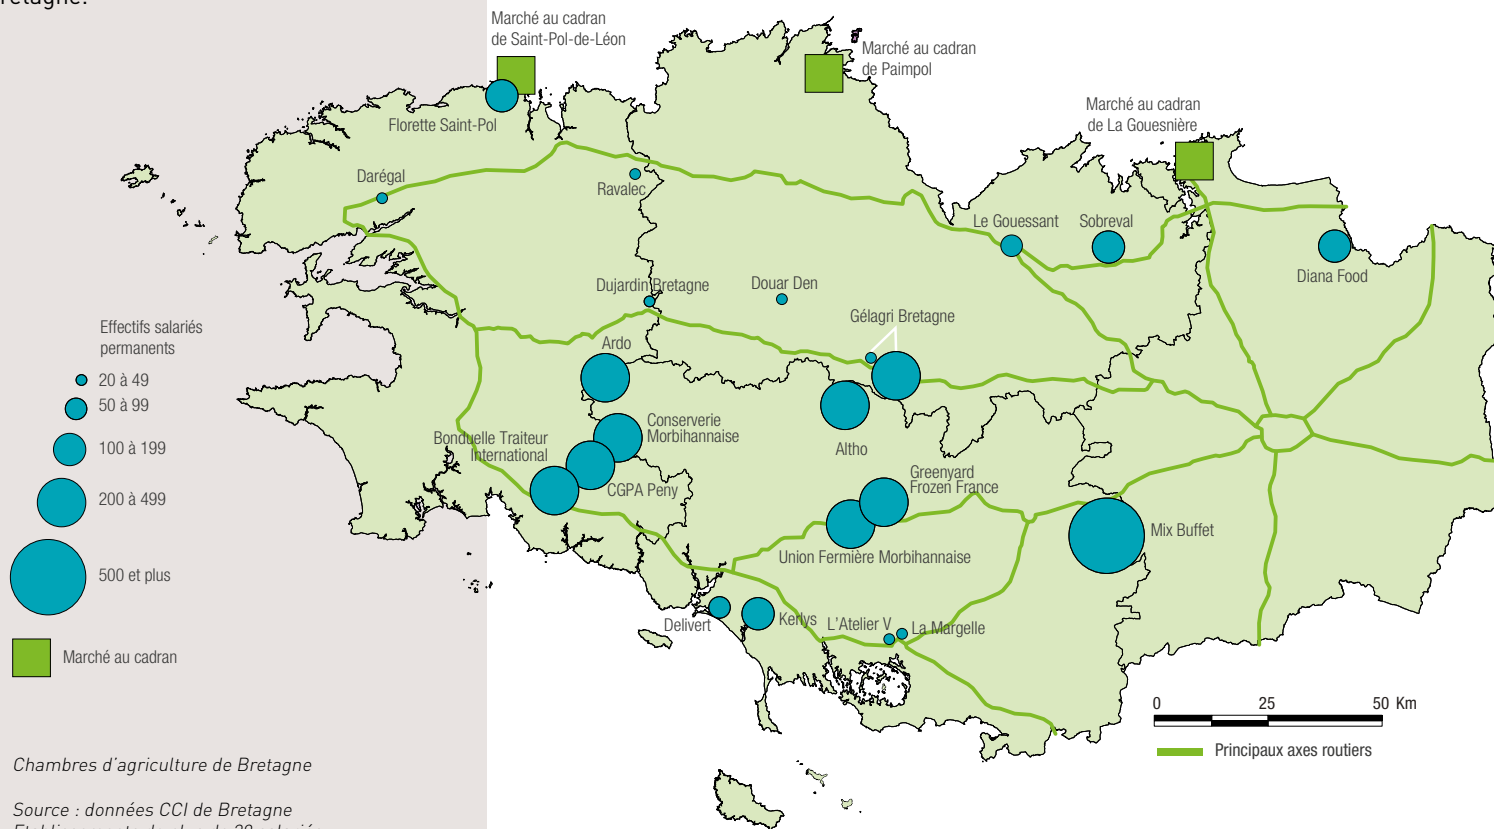 Marché au cadran
de Saint-Pol-de-Léon
Marché au cadran
de Paimpol
Marché au cadran
de La Gouesnière
Florette Saint-Pol
Darégal
Ravalec
Le Gouessant
Sobreval
Diana Food
Dujardin Bretagne
Douar Den
Gélagri Bretagne
Ardo
Altho
Conserverie
Morbihannaise
Bonduelle Traiteur
International
CGPA Peny
Greenyard
Frozen France
Union Fermière Morbihannaise
Mix Buffet
Delivert
Kerlys
L'Atelier V
La Margelle
Effectifs salariés
permanents
20 à 49
50 à 99
100 à 199
200 à 499
500 et plus
Marché au cadran
0 25 50 Km
Principaux axes routiers
Chambres d'agriculture de Bretagne
Source : données CCI de Bretagne